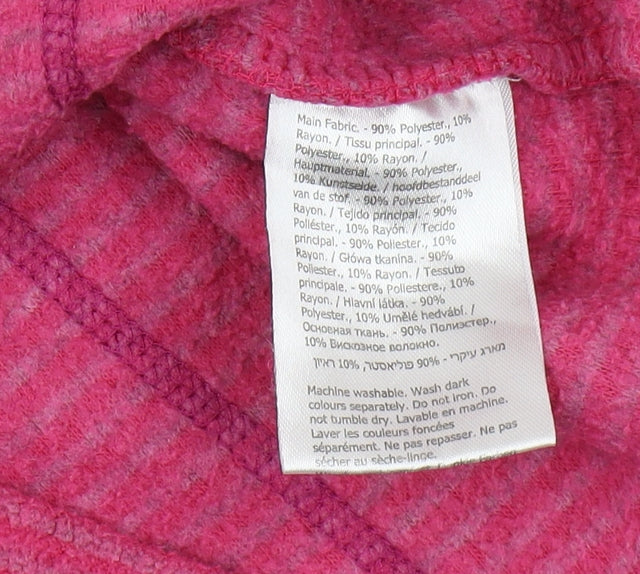 Main Fabric. - 90% Polyester., 10%
Rayon. / Tissu principal. - 90%
Polyester., 10% Rayon. /
Hauptmaterial. - 90% Polyester.,
10% Kunstseide. / hoofdbestanddeel
van de stof. - 90% Polyester., 10%
Rayon. / Tejido principal. - 90%
Poliéster., 10% Rayón. / Tecido
principal. - 90% Poliester., 10%
Rayon. / Główa tkanina. - 90%
Poliester., 10% Rayon. / Tessuto
principale. - 90% Poliestere., 10%
Rayon. / Hlavní látka. - 90%
Polyester., 10% Umělé hedvábí. /
Основная ткань. - 90% Полиэстер.,
10% Вискозное волокно.
מארג עיקרי - 90% פוליאסטר, 10% ראיון
Machine washable. Wash dark
colours separately. Do not iron. Do
not tumble dry. Lavable en machine.
Laver les couleurs foncées
séparément. Ne pas repasser. Ne pas
sécher au sèche-linge.